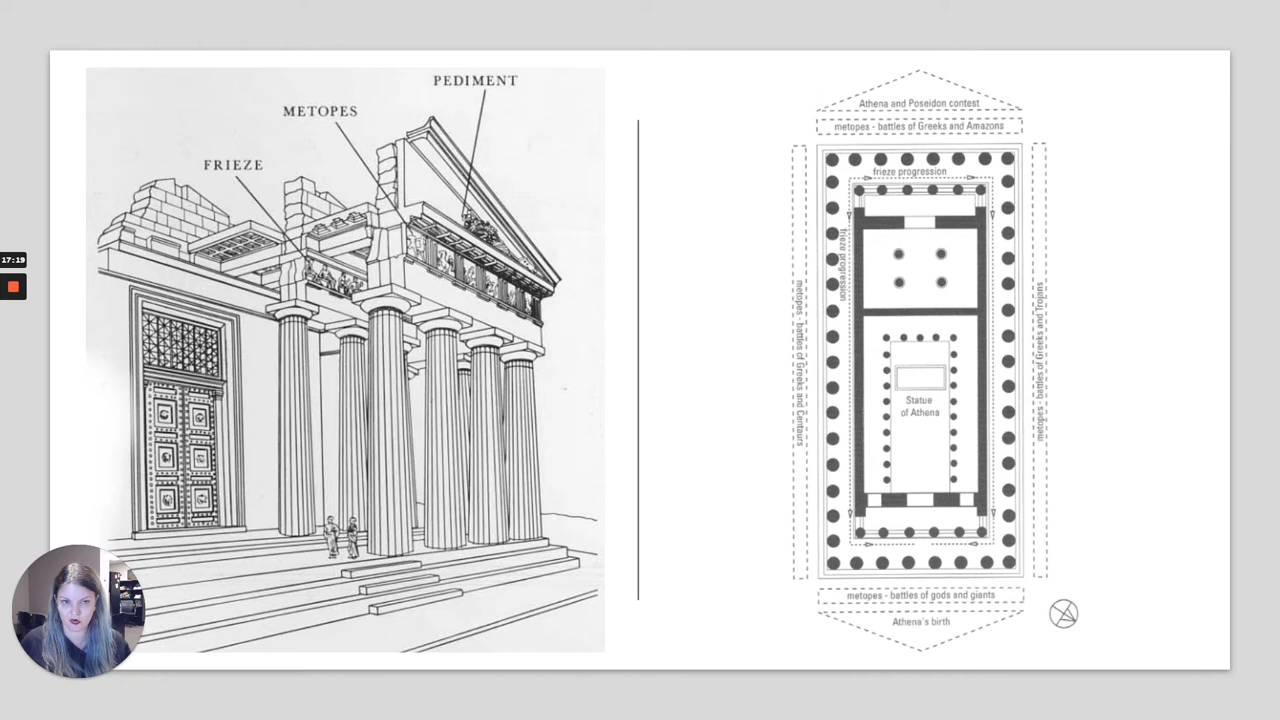 PEDIMENT
METOPES
FRIEZE
17:19
Athena and Poseidon contest
metopes - battles of Greeks and Amazons
frieze progression
frieze progression
metopes - battles of Greeks and Centaurs
metopes - battles of Greeks and Trojans
Statue
of Athena
metopes - battles of gods and giants
Athena's birth